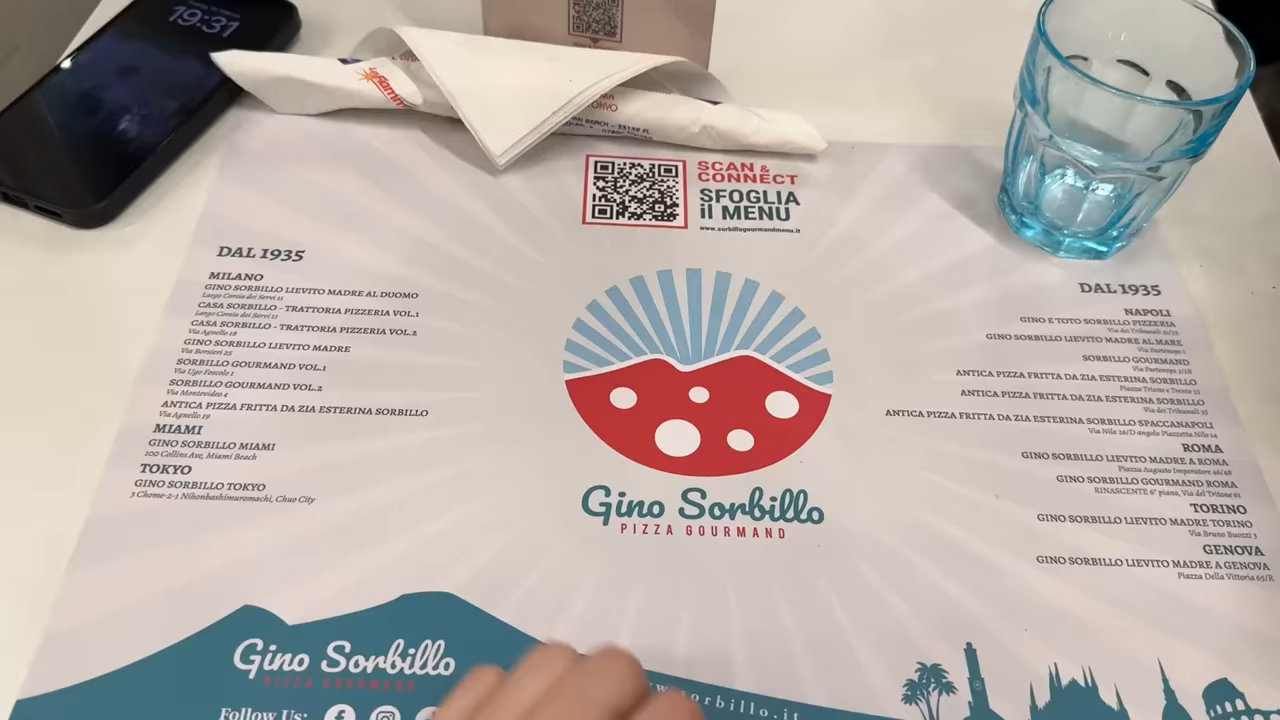 19:31
TOKYO
SCAN &
CONNECT
SFOGLIA
il MENU
www.sorbillogourmandmenu.it
DAL 1935
MILANO
GINO SORBILLO LIEVITO MADRE AL DUOMO
Largo Corsia dei Servi 11
CASA SORBILLO - TRATTORIA PIZZERIA VOL.1
Largo Corsia dei Servi 11
CASA SORBILLO - TRATTORIA PIZZERIA VOL.2
Via Agnello 18
GINO SORBILLO LIEVITO MADRE
Via Borsieri 25
SORBILLO GOURMAND VOL.1
Via Ugo Foscolo 1
SORBILLO GOURMAND VOL.2
Via Montevideo 4
ANTICA PIZZA FRITTA DA ZIA ESTERINA SORBILLO
Via Agnello 19
MIAMI
GINO SORBILLO MIAMI
100 Collins Ave, Miami Beach
TOKYO
GINO SORBILLO TOKYO
3 Chome-2-1 Nihonbashimuromachi, Chuo City
Gino Sorbillo
PIZZA GOURMAND
DAL 1935
NAPOLI
GINO E TOTO SORBILLO PIZZERIA
Via dei Tribunali 31/32
GINO SORBILLO LIEVITO MADRE AL MARE
Via Partenope 1
SORBILLO GOURMAND
Via Partenope
ANTICA PIZZA FRITTA DA ZIA ESTERINA SORBILLO
Piazza Trieste e Trento 53
ANTICA PIZZA FRITTA DA ZIA ESTERINA SORBILLO
Via dei Tribunali 35
ANTICA PIZZA FRITTA DA ZIA ESTERINA SORBILLO SPACCANAPOLI
Via Nilo 26/D angolo Piazzetta Nilo 14
ROMA
GINO SORBILLO LIEVITO MADRE A ROMA
Piazza Augusto Imperatore 46/48
GINO SORBILLO GOURMAND ROMA
RINASCENTE 6° piano, Via del Tritone 61
TORINO
GINO SORBILLO LIEVITO MADRE TORINO
Via Bruno Buozzi 3
GENOVA
GINO SORBILLO LIEVITO MADRE A GENOVA
Piazza Della Vittoria 65/R
Gino Sorbillo
PIZZA GOURMAND
Follow Us:
www.sorbillo.it